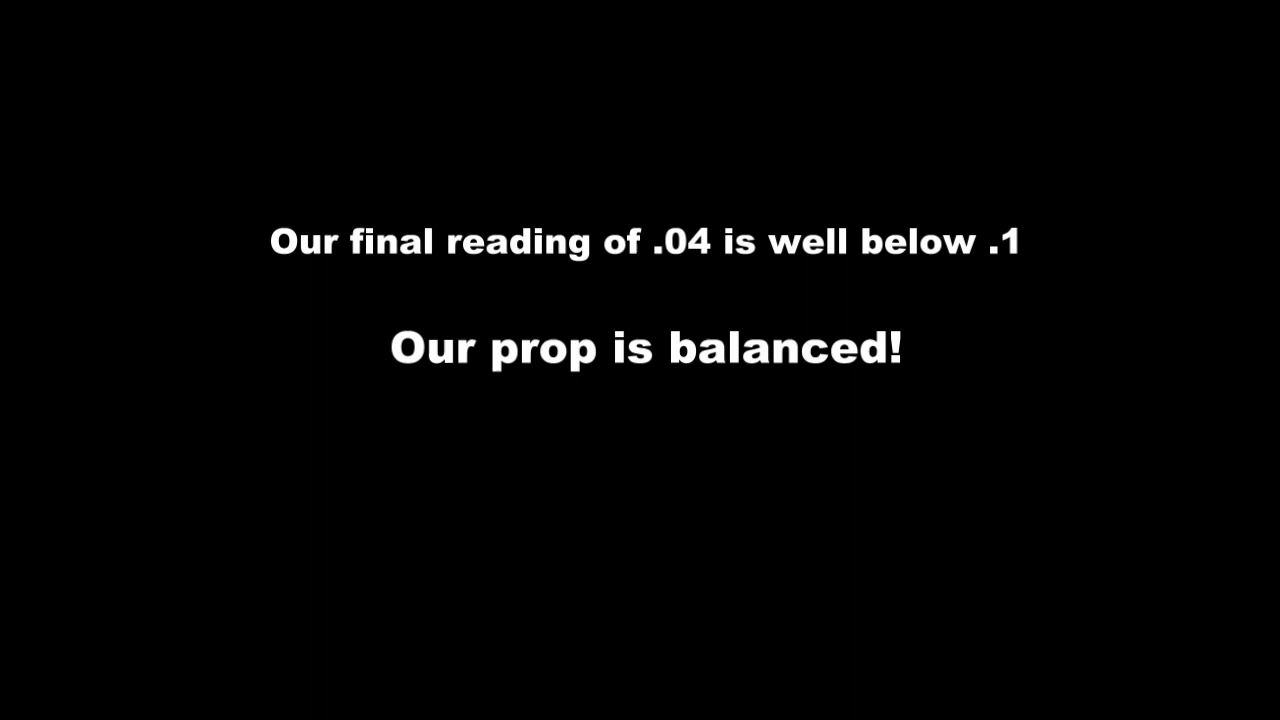 Our final reading of .04 is well below .1
Our prop is balanced!